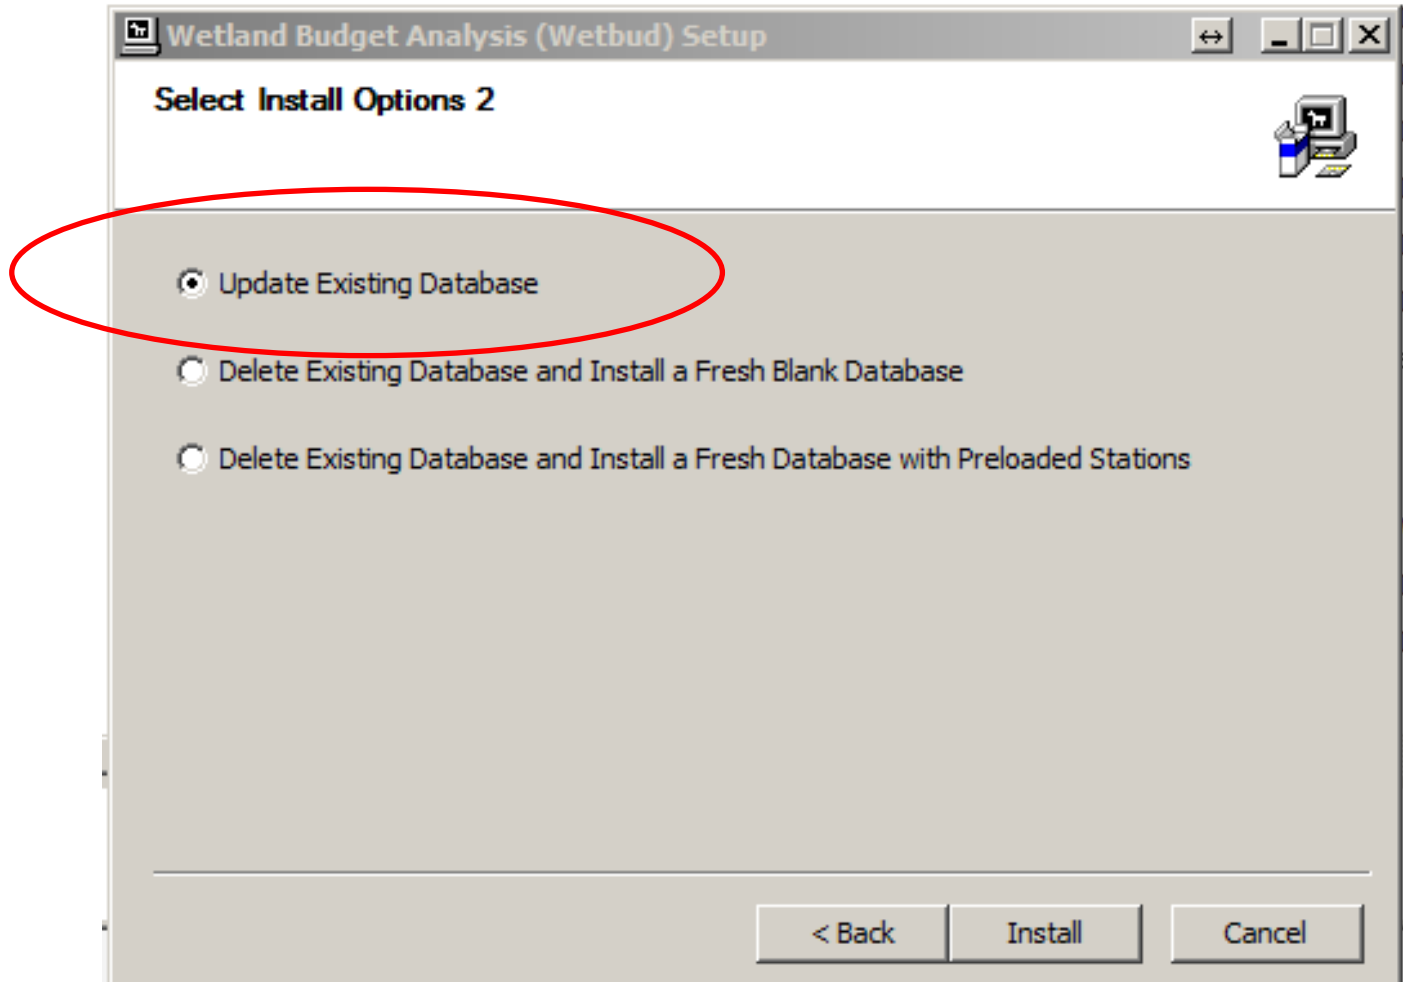 Wetland Budget Analysis (Wetbud) Setup
Select Install Options 2
Update Existing Database
Delete Existing Database and Install a Fresh Blank Database
Delete Existing Database and Install a Fresh Database with Preloaded Stations
< Back Install Cancel